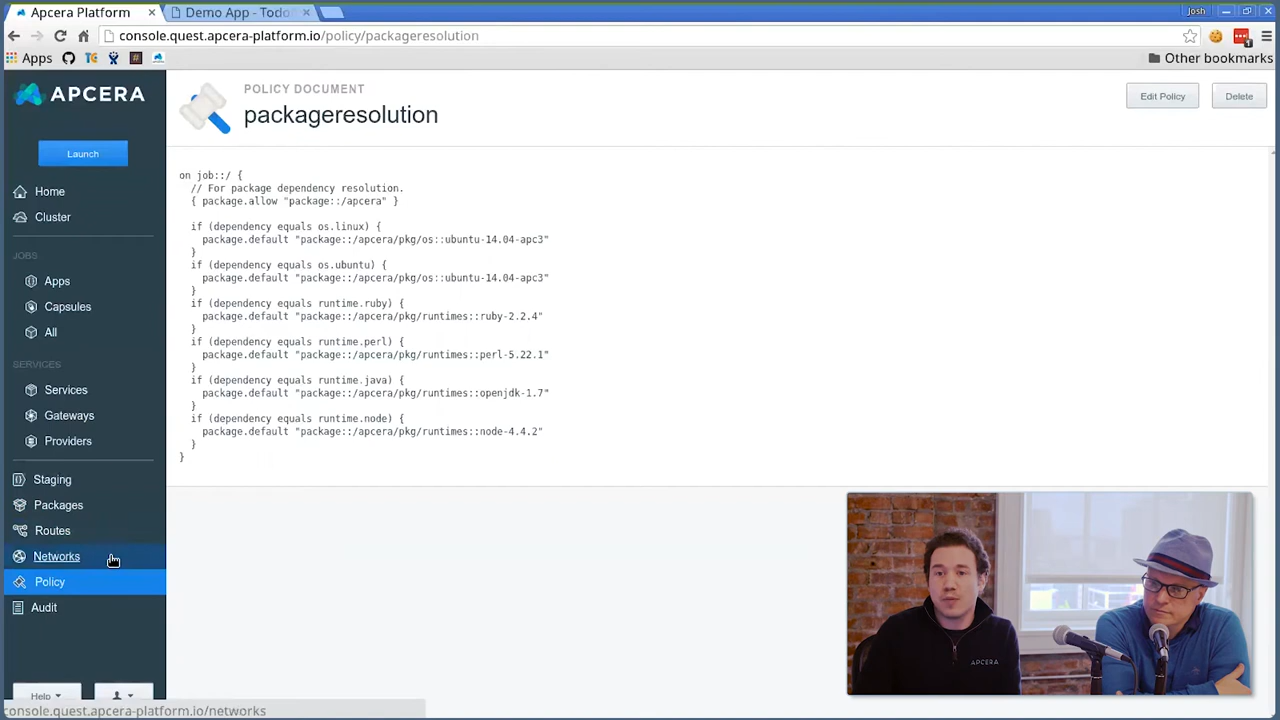 Apcera Platform
Demo App - Todo
Josh
console.quest.apcera-platform.io/policy/packageresolution
Apps
Other bookmarks
APCERA
Launch
Home
Cluster
JOBS
Apps
Capsules
All
SERVICES
Services
Gateways
Providers
Staging
Packages
Routes
Networks
Policy
Audit
Help
console.quest.apcera-platform.io/networks
POLICY DOCUMENT
packageresolution
Edit Policy
Delete
on job::/ {
// For package dependency resolution.
{ package.allow "package::/apcera" }
if (dependency equals os.linux) {
package.default "package::/apcera/pkg/os::ubuntu-14.04-apc3"
}
if (dependency equals os.ubuntu) {
package.default "package::/apcera/pkg/os::ubuntu-14.04-apc3"
}
if (dependency equals runtime.ruby) {
package.default "package::/apcera/pkg/runtimes::ruby-2.2.4"
}
if (dependency equals runtime.perl) {
package.default "package::/apcera/pkg/runtimes::perl-5.22.1"
}
if (dependency equals runtime.java) {
package.default "package::/apcera/pkg/runtimes::openjdk-1.7"
}
if (dependency equals runtime.node) {
package.default "package::/apcera/pkg/runtimes::node-4.4.2"
}
}
APCERA